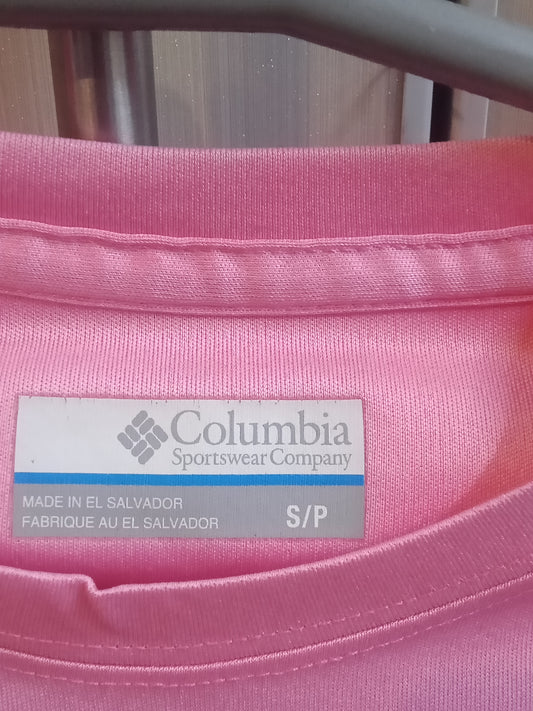 Columbia
Sportswear Company
MADE IN EL SALVADOR
FABRIQUE AU EL SALVADOR
S/P